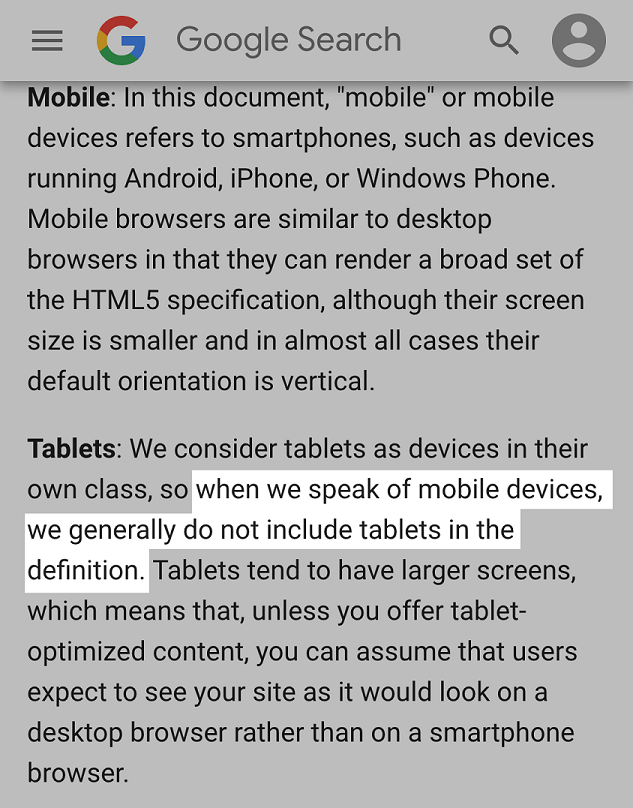 Google Search
Mobile: In this document, "mobile" or mobile
devices refers to smartphones, such as devices
running Android, iPhone, or Windows Phone.
Mobile browsers are similar to desktop
browsers in that they can render a broad set of
the HTML5 specification, although their screen
size is smaller and in almost all cases their
default orientation is vertical.
Tablets: We consider tablets as devices in their
own class, so when we speak of mobile devices,
we generally do not include tablets in the
definition. Tablets tend to have larger screens,
which means that, unless you offer tablet-
optimized content, you can assume that users
expect to see your site as it would look on a
desktop browser rather than on a smartphone
browser.